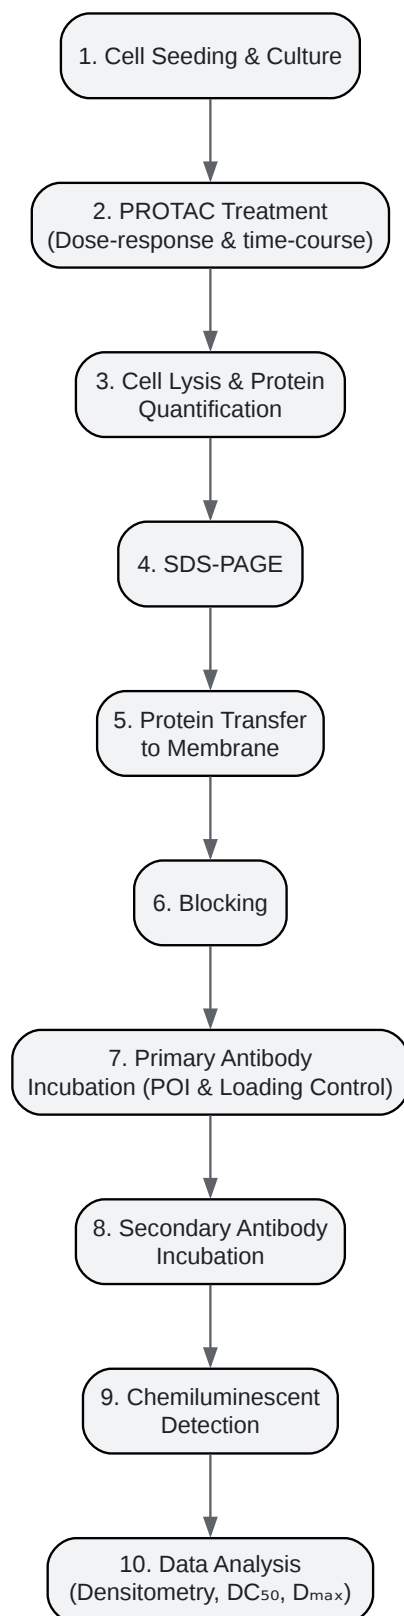 1. Cell Seeding & Culture
2. PROTAC Treatment
(Dose-response & time-course)
3. Cell Lysis & Protein
Quantification
4. SDS-PAGE
5. Protein Transfer
to Membrane
6. Blocking
7. Primary Antibody
Incubation (POI & Loading Control)
8. Secondary Antibody
Incubation
9. Chemiluminescent
Detection
10. Data Analysis
(Densitometry, DC₅₀, Dₘₐₓ)